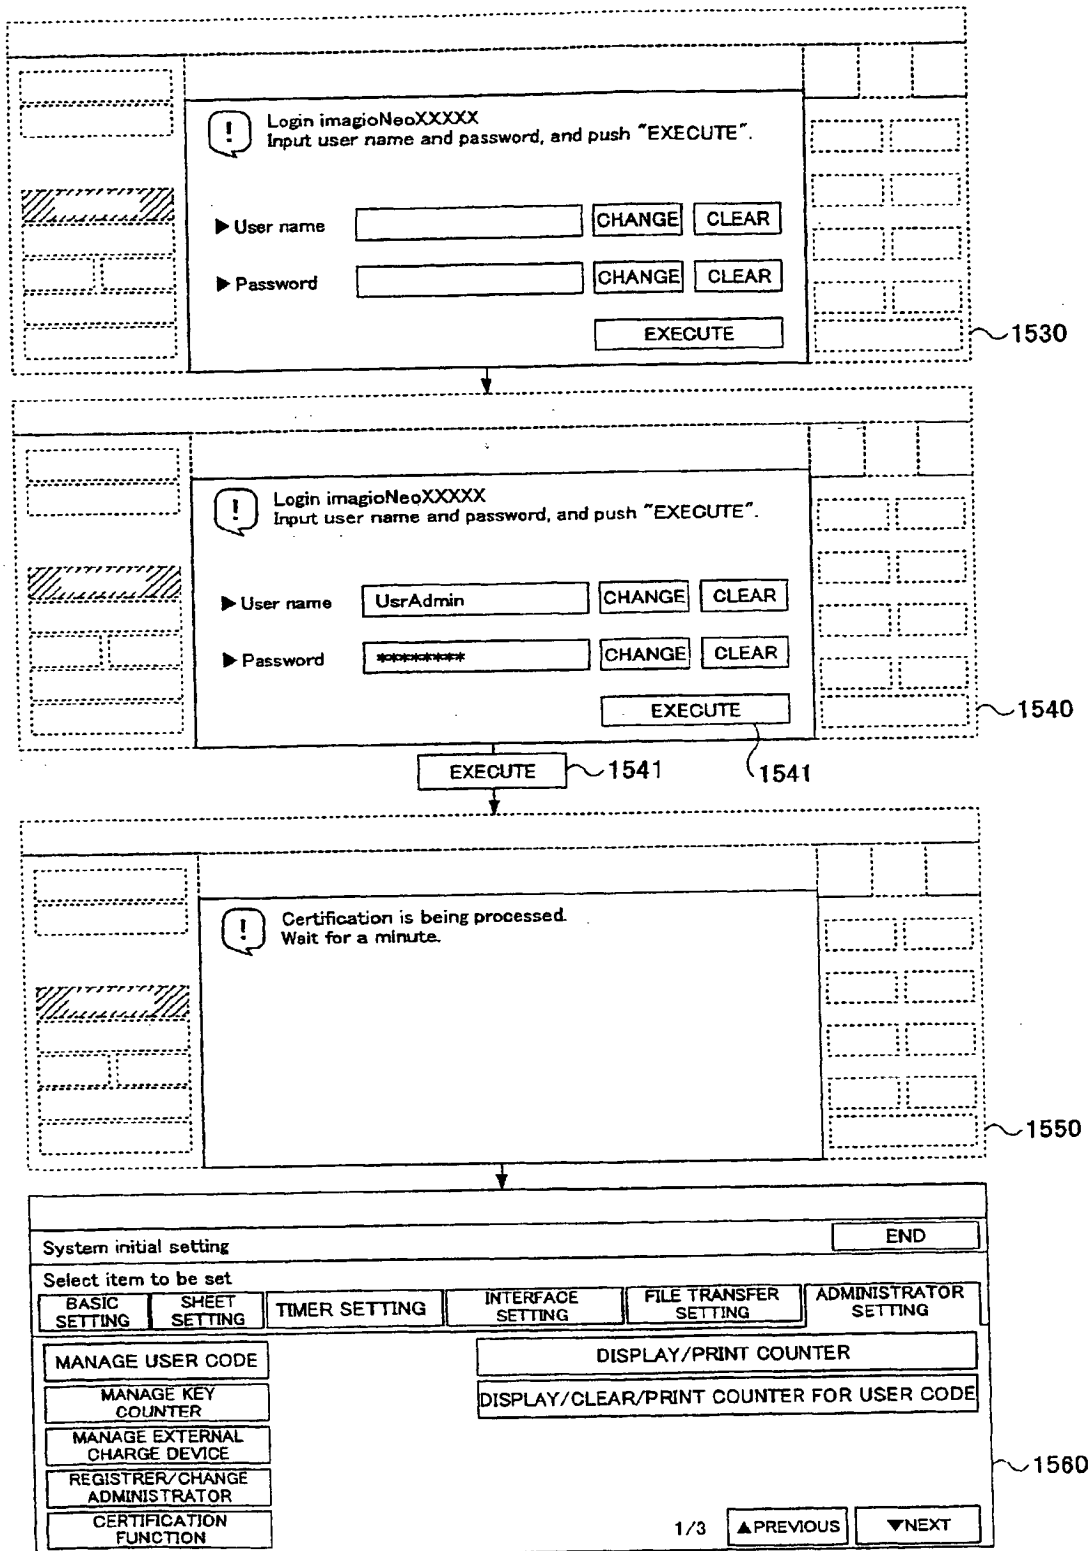 Login imagioNeoXXXXX
Input user name and password, and push "EXECUTE".
▶ User name CHANGE CLEAR
▶ Password CHANGE CLEAR
EXECUTE
1530
Login imagioNeoXXXXX
Input user name and password, and push "EXECUTE".
▶ User name UsrAdmin CHANGE CLEAR
▶ Password ******** CHANGE CLEAR
EXECUTE
1540
EXECUTE 1541 1541
Certification is being processed.
Wait for a minute.
1550
System initial setting END
Select item to be set
BASIC SETTING
SHEET SETTING
TIMER SETTING
INTERFACE SETTING
FILE TRANSFER SETTING
ADMINISTRATOR SETTING
MANAGE USER CODE DISPLAY/PRINT COUNTER
MANAGE KEY COUNTER
DISPLAY/CLEAR/PRINT COUNTER FOR USER CODE
MANAGE EXTERNAL CHARGE DEVICE
1560
REGISTRER/CHANGE ADMINISTRATOR
CERTIFICATION FUNCTION
1/3 ▲PREVIOUS ▼NEXT